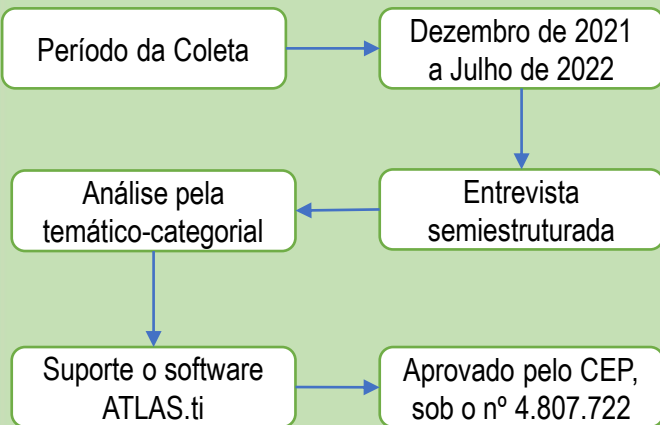 Período da Coleta
Dezembro de 2021
a Julho de 2022
Entrevista
semiestruturada
Análise pela
temático-categorial
Suporte o software
ATLAS.ti
Aprovado pelo CEP,
sob o nº 4.807.722